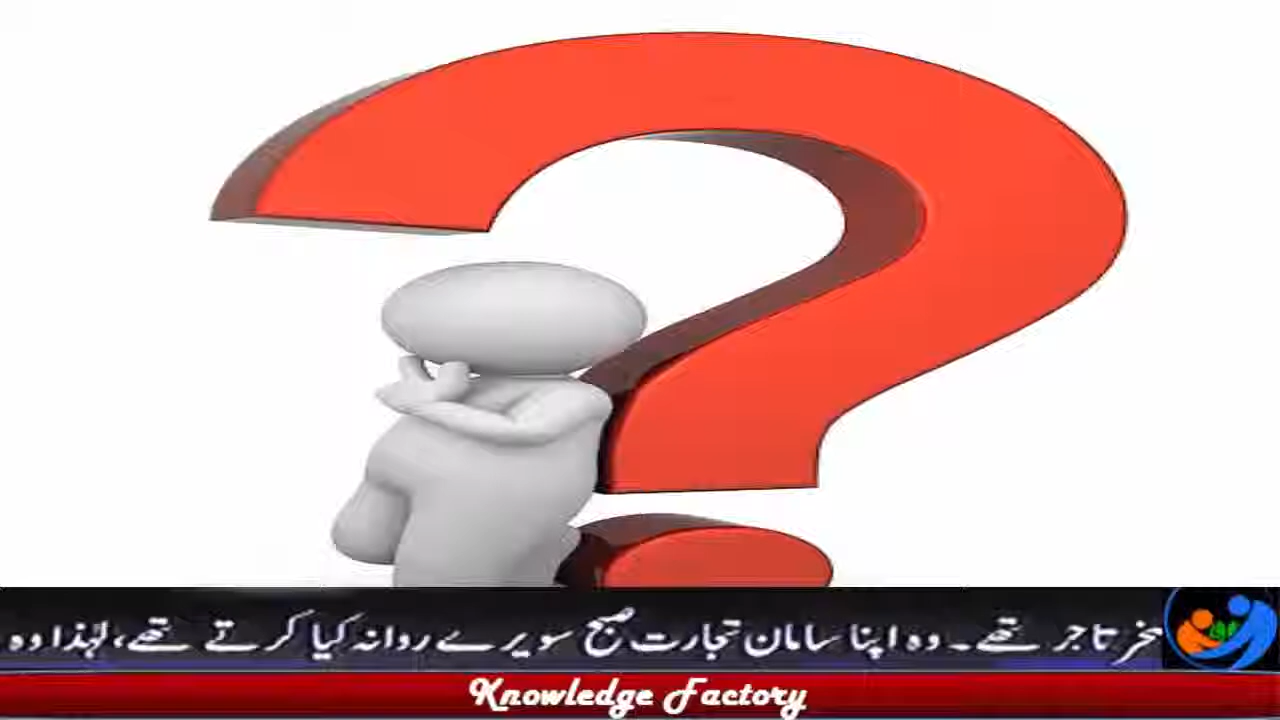 تاجر تھے۔ وہ اپنا سامان تجارت صبح سویرے روانہ کیا کرتے تھے، لہٰذا وہ
Knowledge Factory